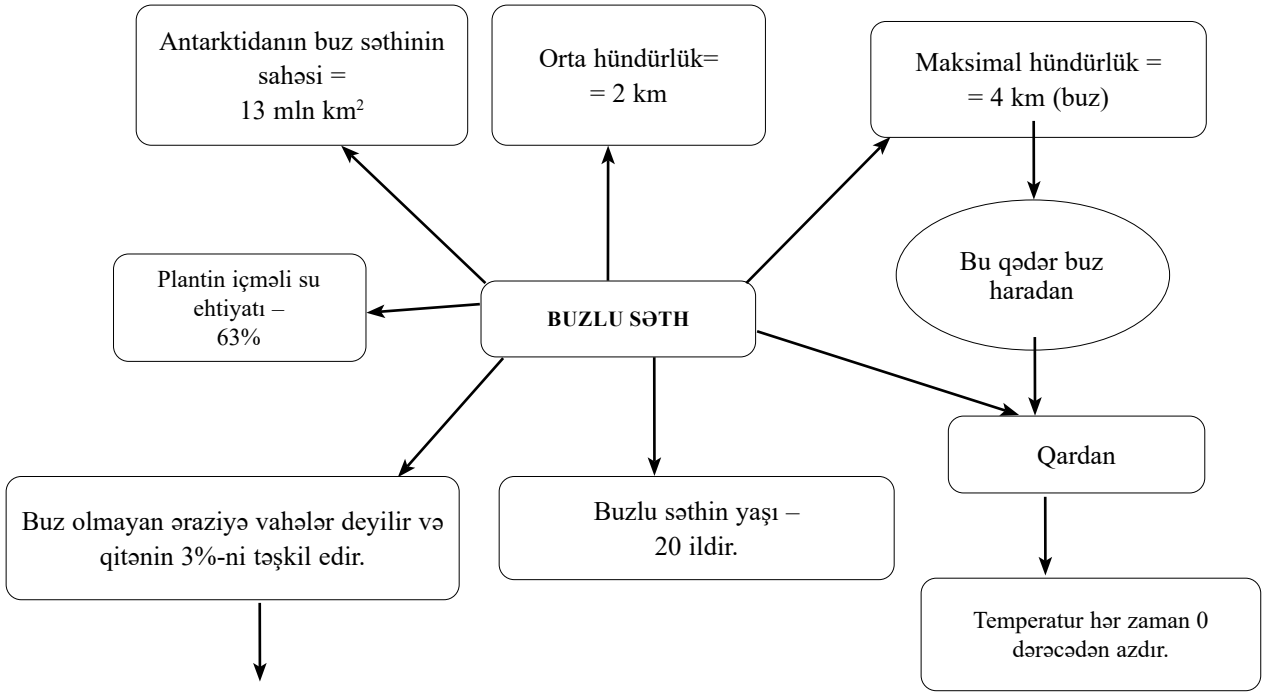 Antarktidanın buz səthinin
sahəsi =
13 mln km²
Orta hündürlük=
= 2 km
Maksimal hündürlük =
= 4 km (buz)
Bu qədər buz
haradan
Plantin içməli su
ehtiyatı –
63%
BUZLU SƏTH
Qardan
Buz olmayan əraziyə vahələr deyilir və
qitənin 3%-ni təşkil edir.
Buzlu səthin yaşı –
20 ildir.
Temperatur hər zaman 0
dərəcədən azdır.